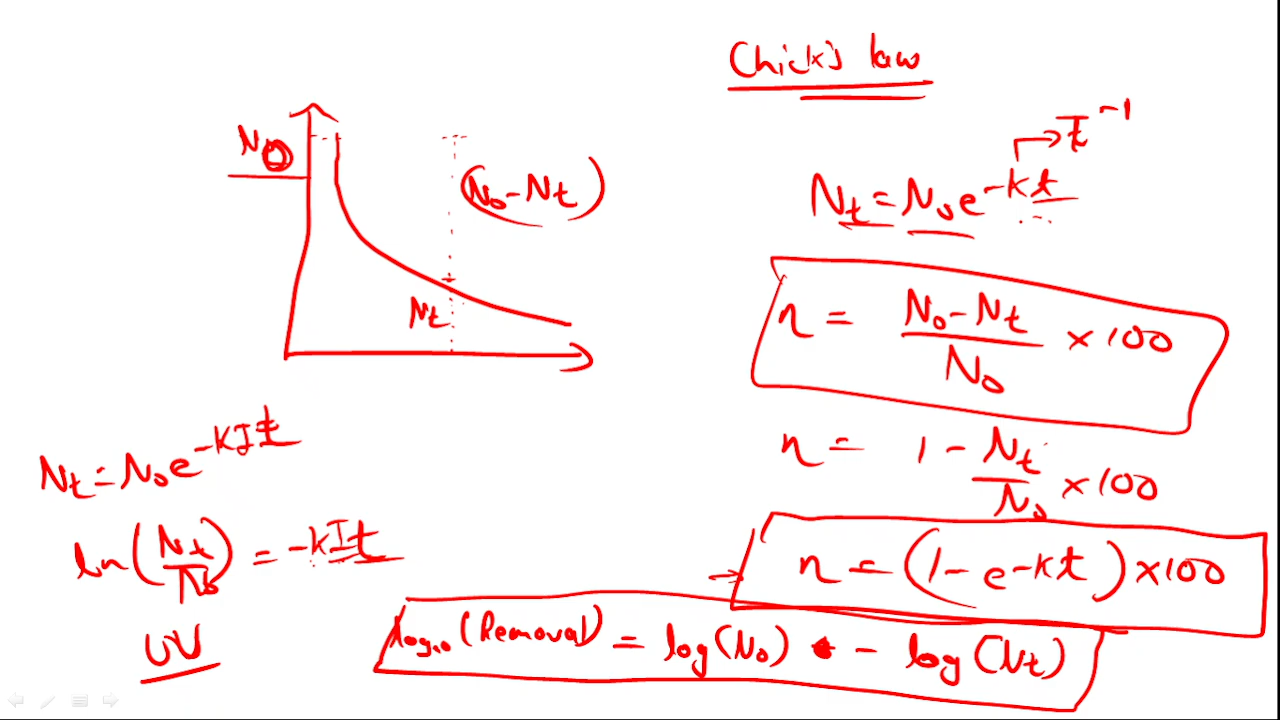 Chick's law
N₀
(N₀ - Nt)
Nt
t⁻¹
Nt = N₀e^-kt
η = (N₀ - Nt)/N₀ × 100
η = 1 - Nt/N₀ × 100
η = (1 - e^-kt) × 100
Nt = N₀e^-kIt
ln(Nt/N₀) = -kIt
UV
log₁₀(Removal) = log(N₀) - log(Nt)